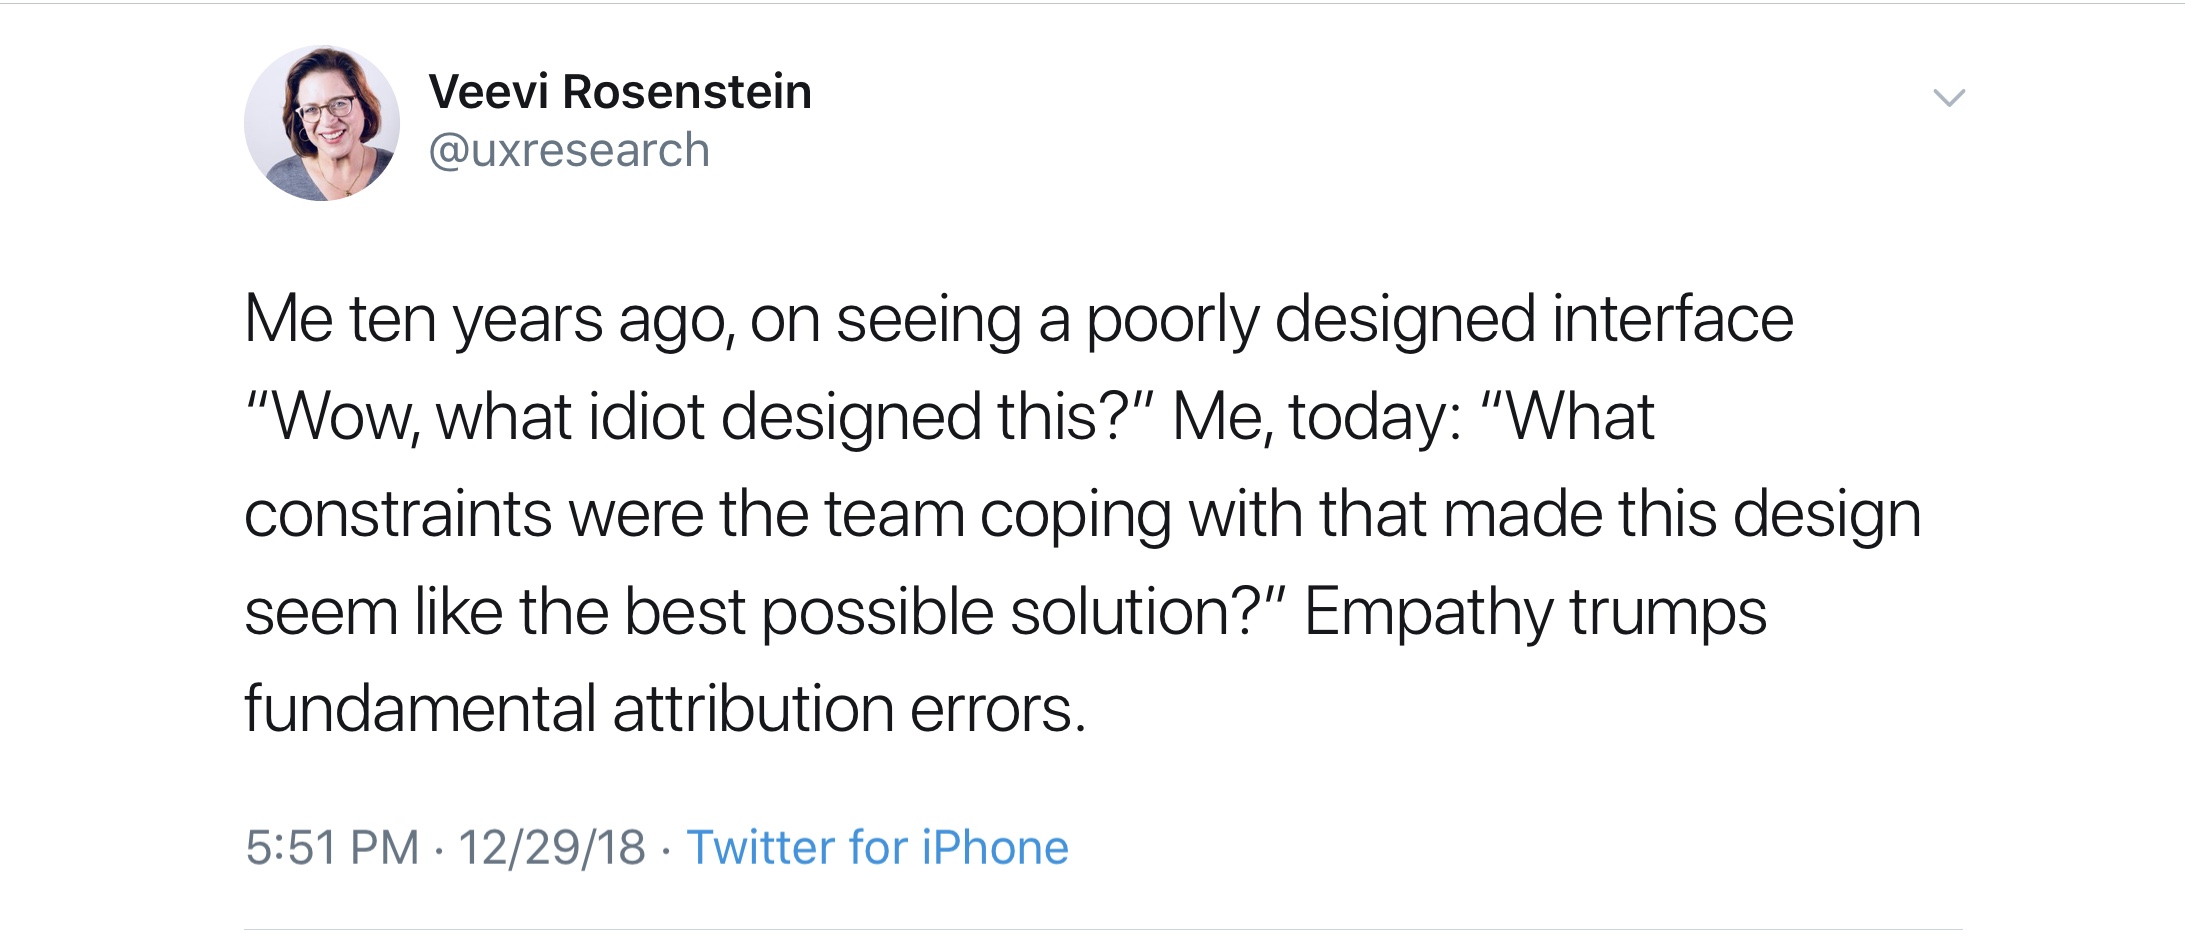 Veevi Rosenstein
@uxresearch
Me ten years ago, on seeing a poorly designed interface
“Wow, what idiot designed this?” Me, today: “What
constraints were the team coping with that made this design
seem like the best possible solution?” Empathy trumps
fundamental attribution errors.
5:51 PM · 12/29/18 · Twitter for iPhone